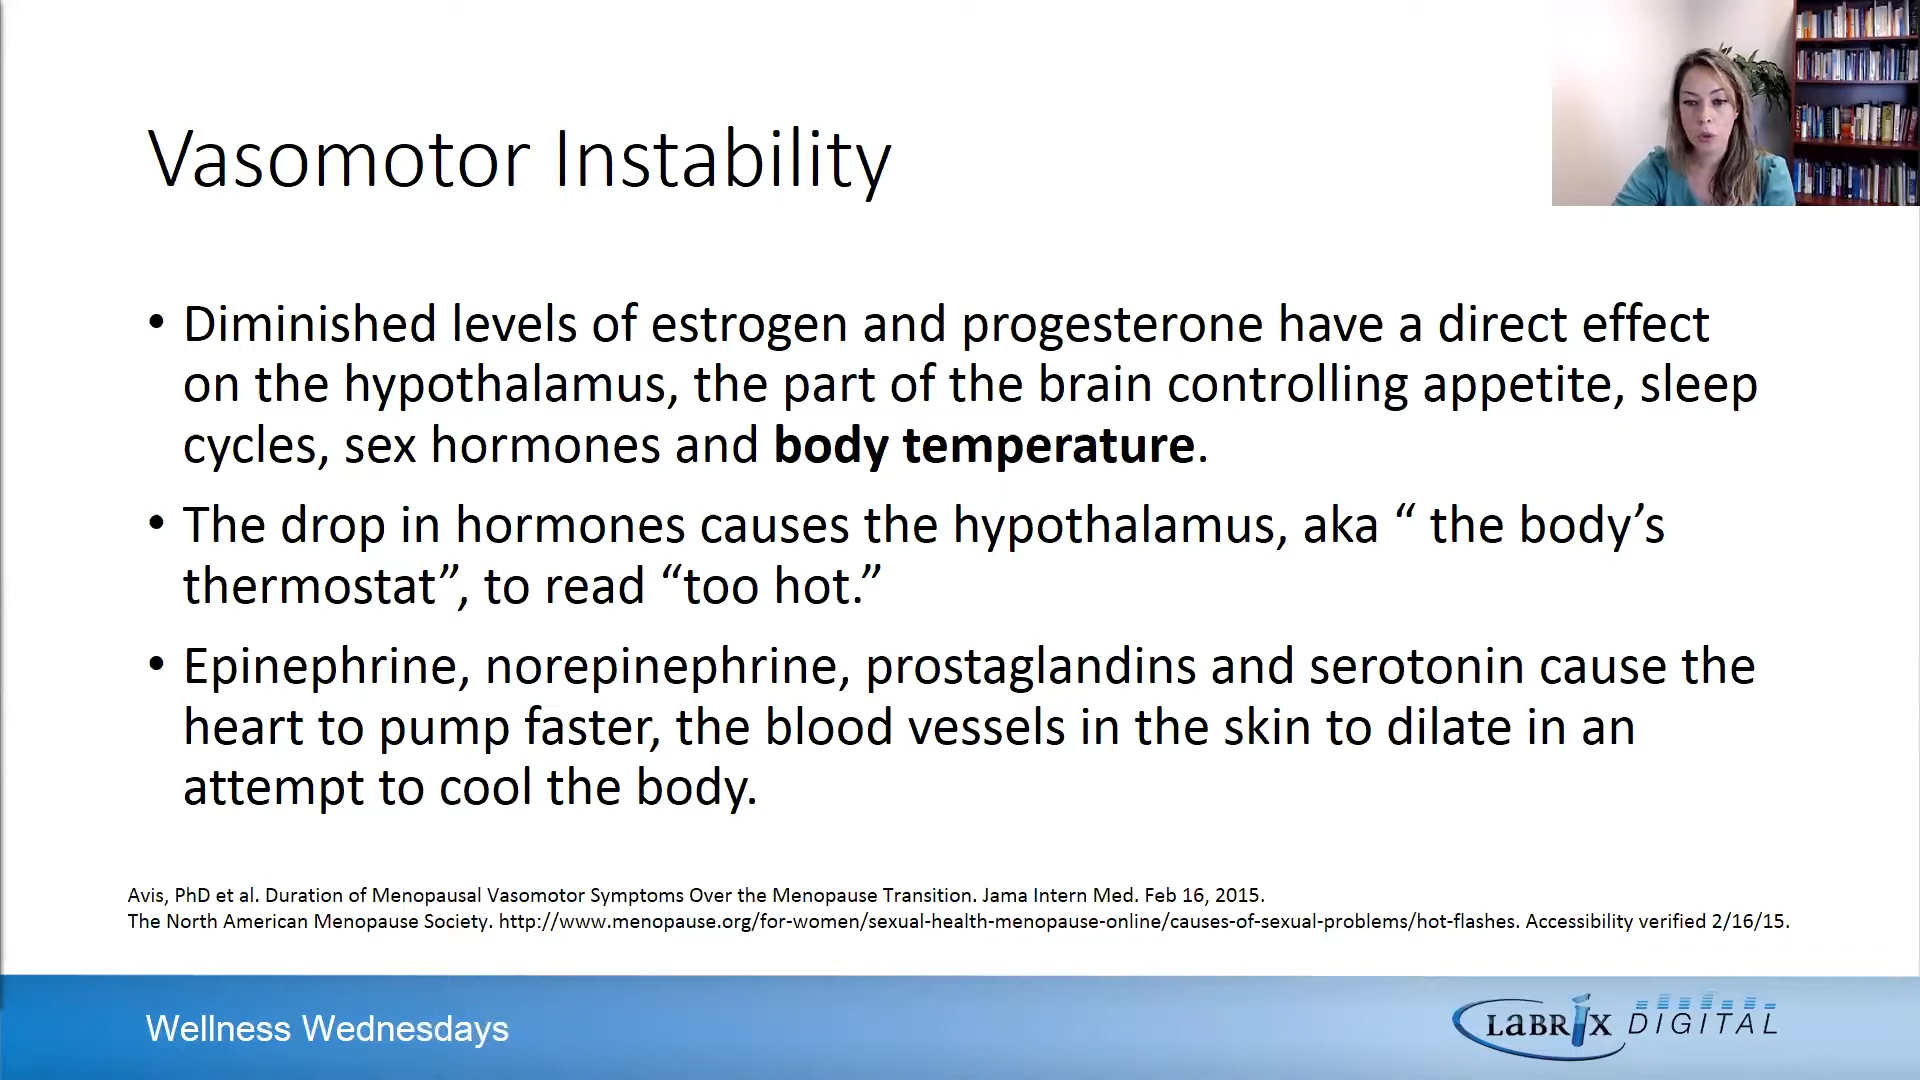 Vasomotor Instability
• Diminished levels of estrogen and progesterone have a direct effect
on the hypothalamus, the part of the brain controlling appetite, sleep
cycles, sex hormones and body temperature.
• The drop in hormones causes the hypothalamus, aka “ the body’s
thermostat”, to read “too hot.”
• Epinephrine, norepinephrine, prostaglandins and serotonin cause the
heart to pump faster, the blood vessels in the skin to dilate in an
attempt to cool the body.
Avis, PhD et al. Duration of Menopausal Vasomotor Symptoms Over the Menopause Transition. Jama Intern Med. Feb 16, 2015.
The North American Menopause Society. http://www.menopause.org/for-women/sexual-health-menopause-online/causes-of-sexual-problems/hot-flashes. Accessibility verified 2/16/15.
Wellness Wednesdays
LABRIX DIGITAL